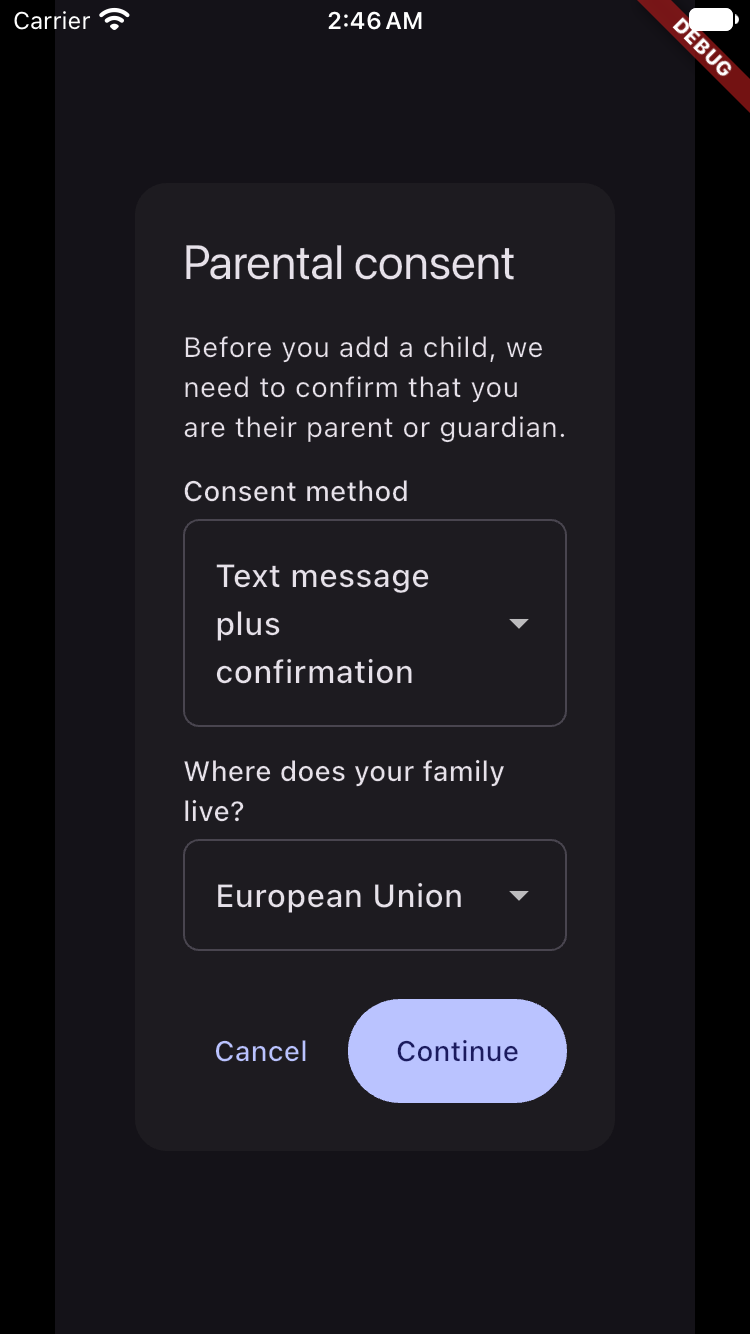 Carrier 2:46 AM
DEBUG
Parental consent
Before you add a child, we
need to confirm that you
are their parent or guardian.
Consent method
Text message
plus
confirmation
Where does your family
live?
European Union
Cancel Continue